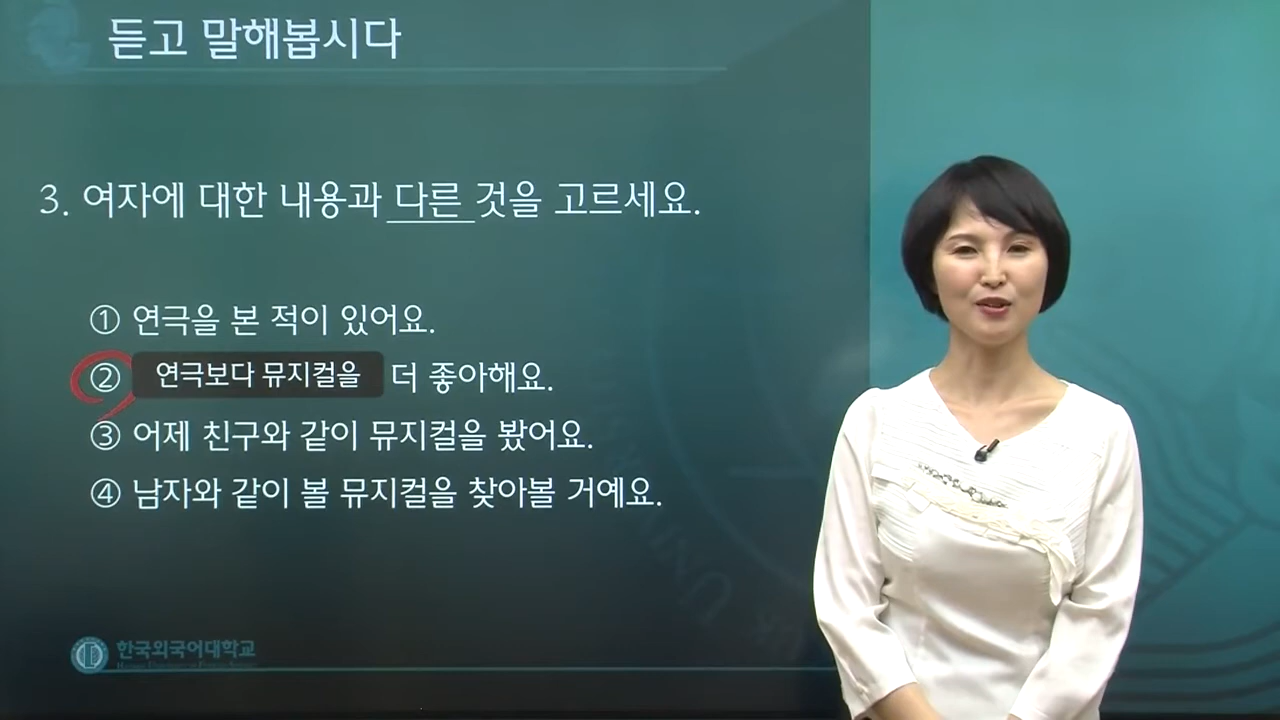 듣고 말해봅시다
3. 여자에 대한 내용과 다른 것을 고르세요.
① 연극을 본 적이 있어요.
② 연극보다 뮤지컬을 더 좋아해요.
③ 어제 친구와 같이 뮤지컬을 봤어요.
④ 남자와 같이 볼 뮤지컬을 찾아볼 거예요.
한국외국어대학교